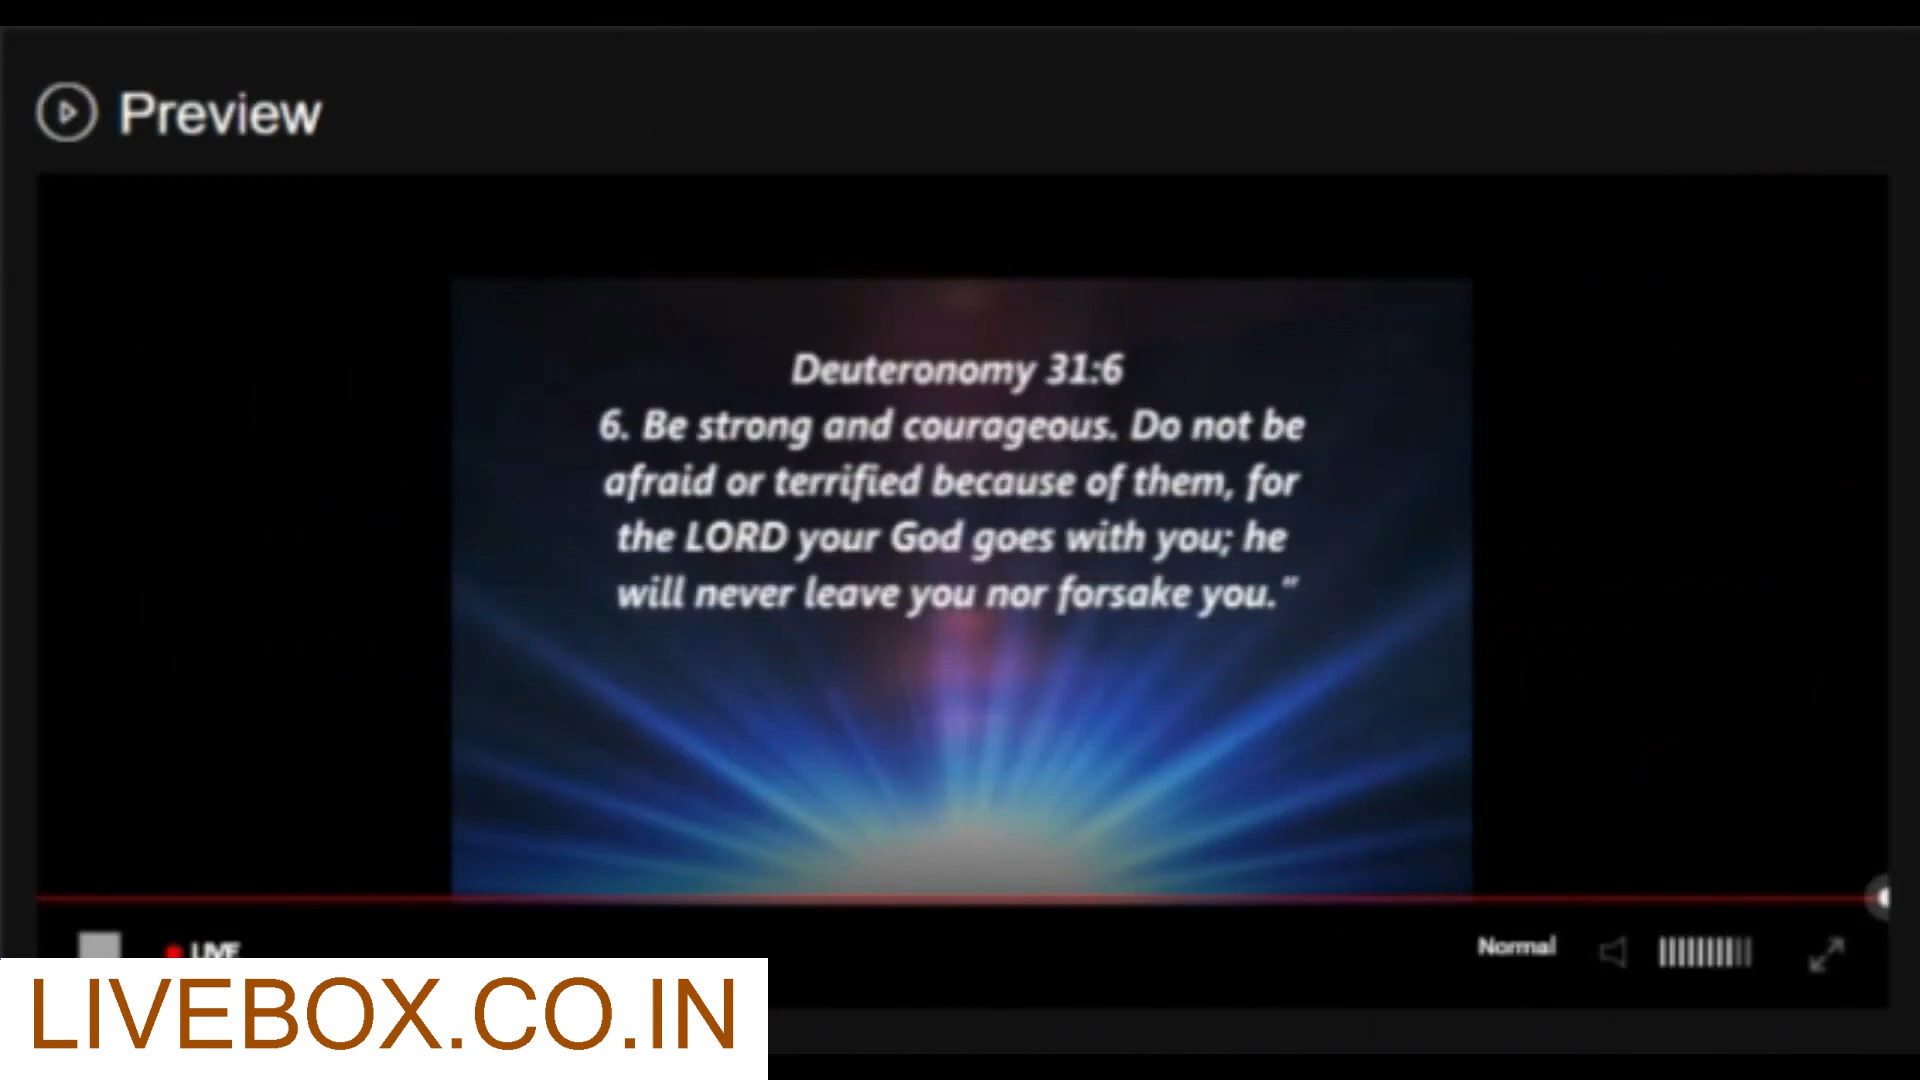 Preview
Deuteronomy 31:6
6. Be strong and courageous. Do not be
afraid or terrified because of them, for
the LORD your God goes with you; he
will never leave you nor forsake you.”
LIVE
Normal
LIVEBOX.CO.IN